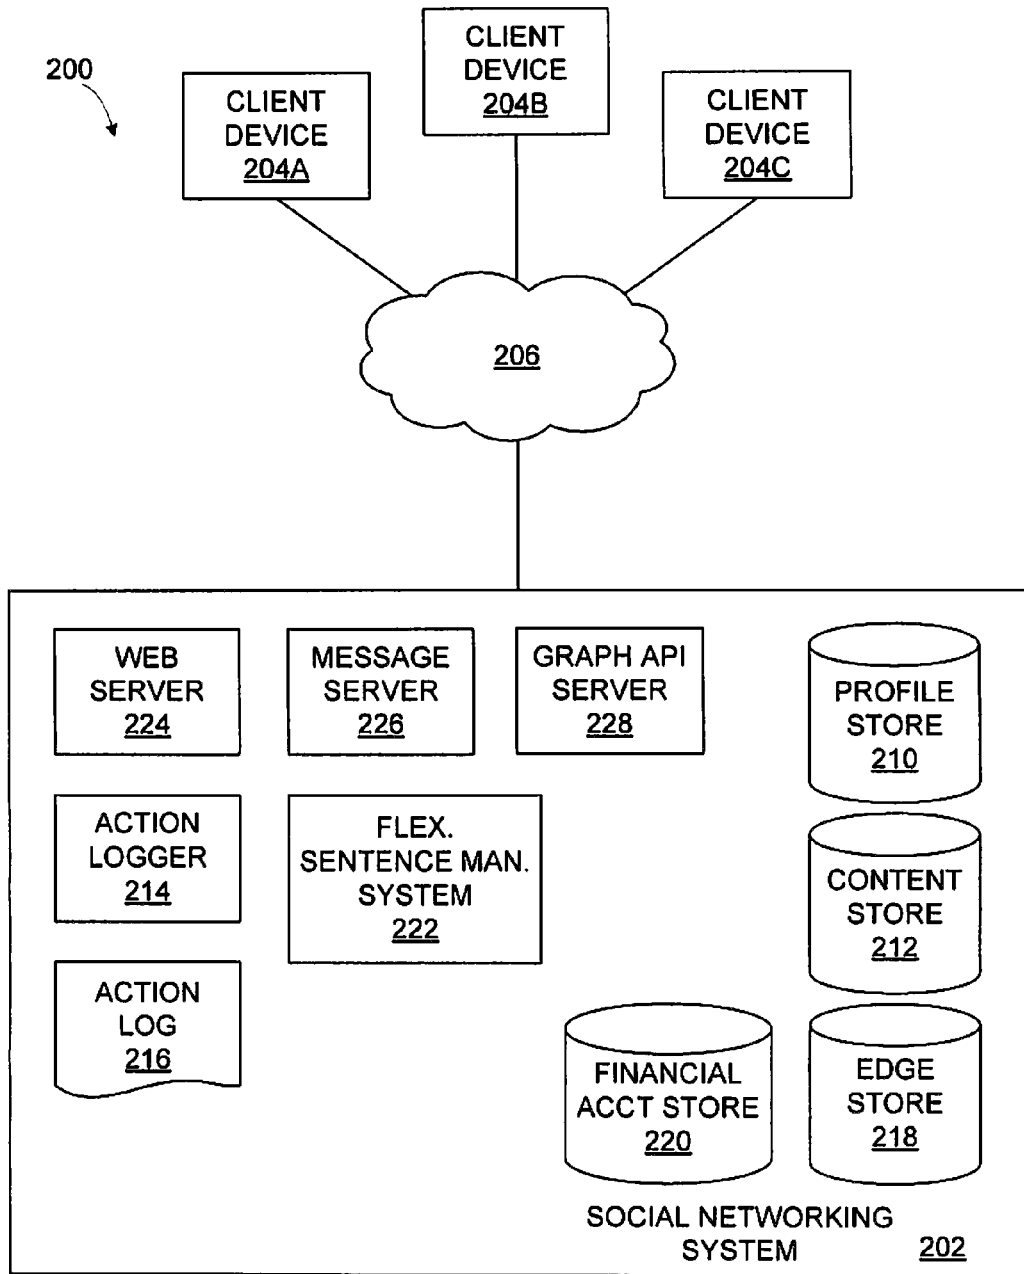 200
CLIENT
DEVICE
204A
CLIENT
DEVICE
204B
CLIENT
DEVICE
204C
206
WEB
SERVER
224
MESSAGE
SERVER
226
GRAPH API
SERVER
228
PROFILE
STORE
210
ACTION
LOGGER
214
FLEX.
SENTENCE MAN.
SYSTEM
222
CONTENT
STORE
212
ACTION
LOG
216
FINANCIAL
ACCT STORE
220
EDGE
STORE
218
SOCIAL NETWORKING
SYSTEM 202